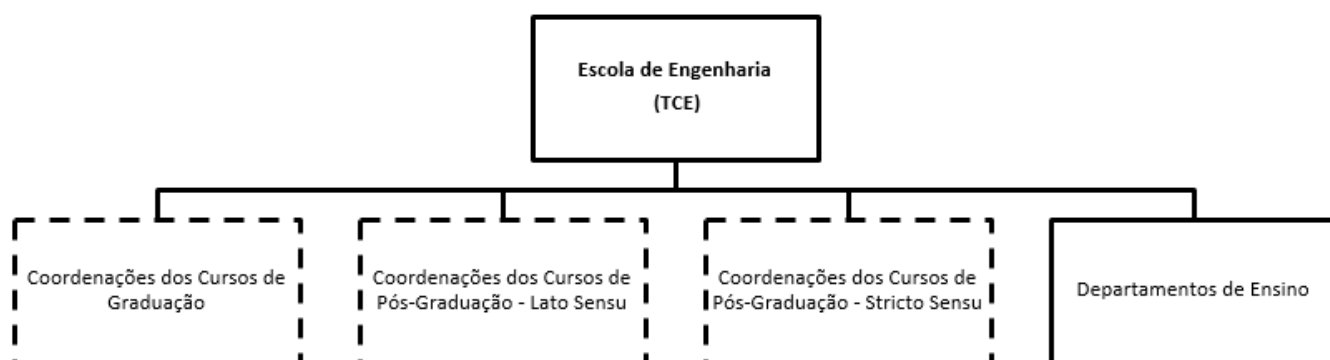 Escola de Engenharia
(TCE)
Coordenações dos Cursos de
Graduação
Coordenações dos Cursos de
Pós-Graduação - Lato Sensu
Coordenações dos Cursos de
Pós-Graduação - Stricto Sensu
Departamentos de Ensino